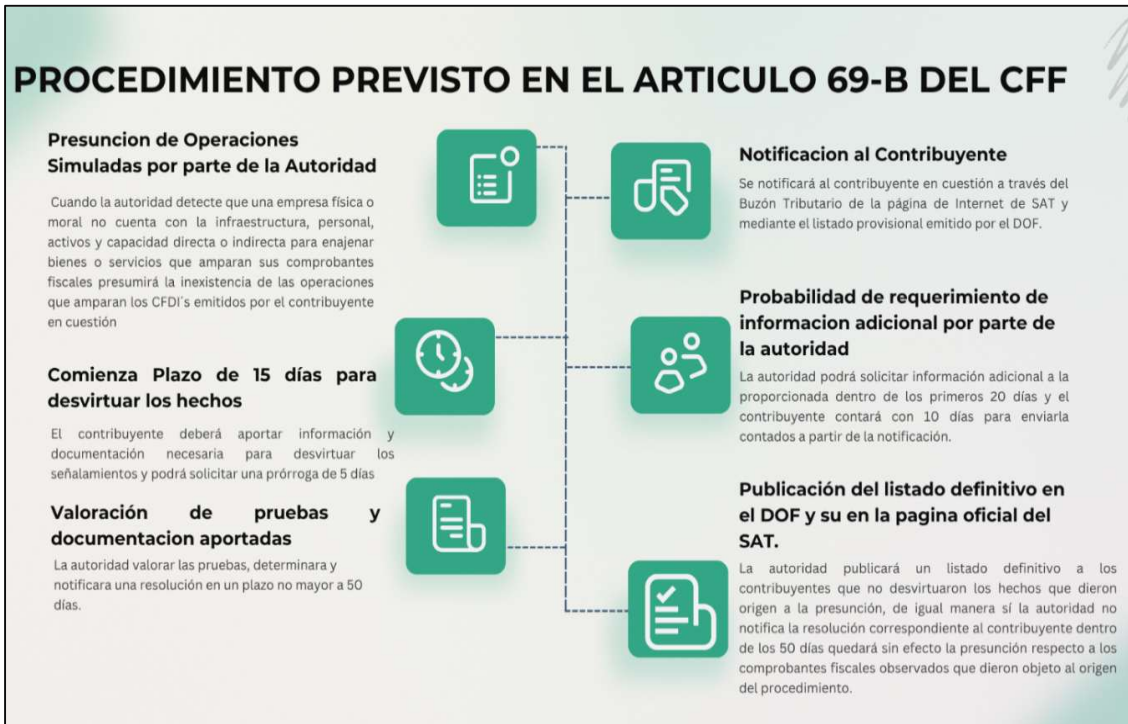 PROCEDIMIENTO PREVISTO EN EL ARTICULO 69-B DEL CFF
Presuncion de Operaciones
Simuladas por parte de la Autoridad
Cuando la autoridad detecte que una empresa física o
moral no cuenta con la infraestructura, personal,
activos y capacidad directa o indirecta para enajenar
bienes o servicios que amparan sus comprobantes
fiscales presumirá la inexistencia de las operaciones
que amparan los CFDI´s emitidos por el contribuyente
en cuestión
Notificacion al Contribuyente
Se notificará al contribuyente en cuestión a través del
Buzón Tributario de la página de Internet de SAT y
mediante el listado provisional emitido por el DOF.
Comienza Plazo de 15 días para
desvirtuar los hechos
El contribuyente deberá aportar información y
documentación necesaria para desvirtuar los
señalamientos y podrá solicitar una prórroga de 5 días
Probabilidad de requerimiento de
informacion adicional por parte de
la autoridad
La autoridad podrá solicitar información adicional a la
proporcionada dentro de los primeros 20 días y el
contribuyente contará con 10 días para enviarla
contados a partir de la notificación.
Valoración de pruebas y
documentacion aportadas
La autoridad valorar las pruebas, determinara y
notificara una resolución en un plazo no mayor a 50
días.
Publicación del listado definitivo en
el DOF y su en la pagina oficial del
SAT.
La autoridad publicará un listado definitivo a los
contribuyentes que no desvirtuaron los hechos que dieron
origen a la presunción, de igual manera sí la autoridad no
notifica la resolución correspondiente al contribuyente dentro
de los 50 días quedará sin efecto la presunción respecto a los
comprobantes fiscales observados que dieron objeto al origen
del procedimiento.